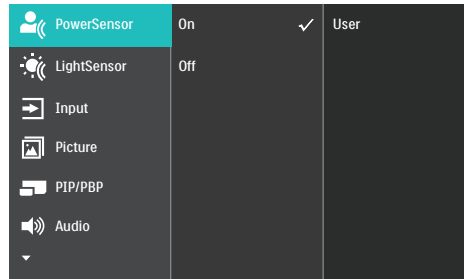 PowerSensor
LightSensor
Input
Picture
PIP/PBP
Audio
On
Off
User